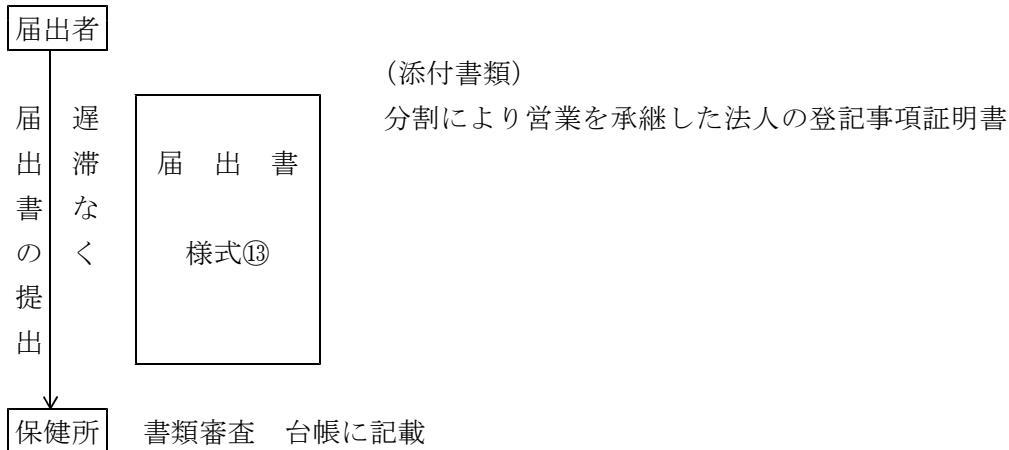 届出者
届出書の提出
遅滞なく
届　出　書
様式⑬
（添付書類）
分割により営業を承継した法人の登記事項証明書
保健所　書類審査　台帳に記載